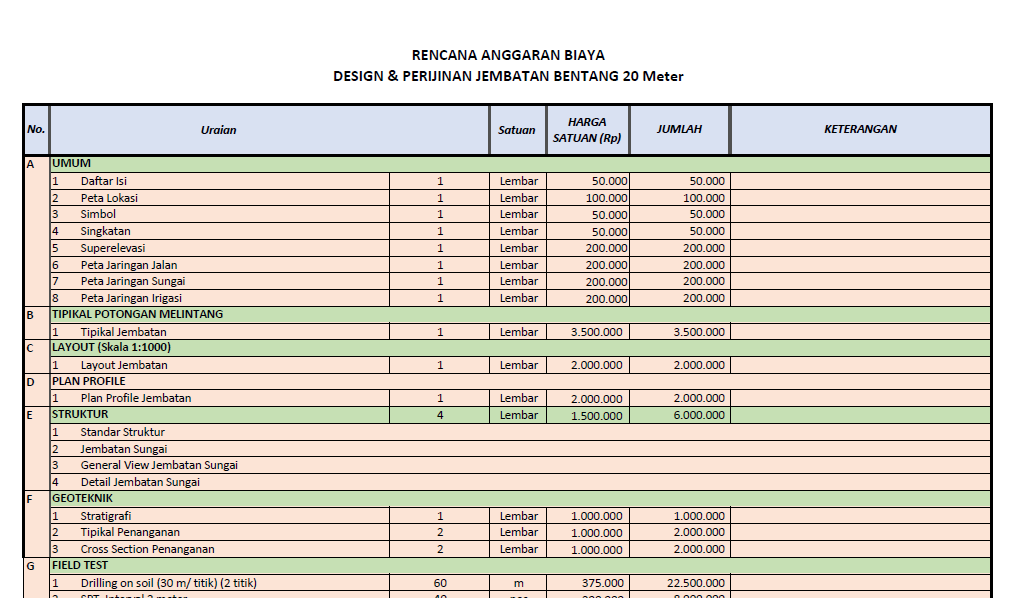 RENCANA ANGGARAN BIAYA
DESIGN & PERIJINAN JEMBATAN BENTANG 20 Meter
No. Uraian Satuan HARGA SATUAN (Rp) JUMLAH KETERANGAN
A UMUM
1 Daftar Isi 1 Lembar 50.000 50.000
2 Peta Lokasi 1 Lembar 100.000 100.000
3 Simbol 1 Lembar 50.000 50.000
4 Singkatan 1 Lembar 50.000 50.000
5 Superelevasi 1 Lembar 200.000 200.000
6 Peta Jaringan Jalan 1 Lembar 200.000 200.000
7 Peta Jaringan Sungai 1 Lembar 200.000 200.000
8 Peta Jaringan Irigasi 1 Lembar 200.000 200.000
B TIPIKAL POTONGAN MELINTANG
1 Tipikal Jembatan 1 Lembar 3.500.000 3.500.000
C LAYOUT (Skala 1:1000)
1 Layout Jembatan 1 Lembar 2.000.000 2.000.000
D PLAN PROFILE
1 Plan Profile Jembatan 1 Lembar 2.000.000 2.000.000
E STRUKTUR 4 Lembar 1.500.000 6.000.000
1 Standar Struktur
2 Jembatan Sungai
3 General View Jembatan Sungai
4 Detail Jembatan Sungai
F GEOTEKNIK
1 Stratigrafi 1 Lembar 1.000.000 1.000.000
2 Tipikal Penanganan 2 Lembar 1.000.000 2.000.000
3 Cross Section Penanganan 2 Lembar 1.000.000 2.000.000
G FIELD TEST
1 Drilling on soil (30 m/ titik) (2 titik) 60 m 375.000 22.500.000